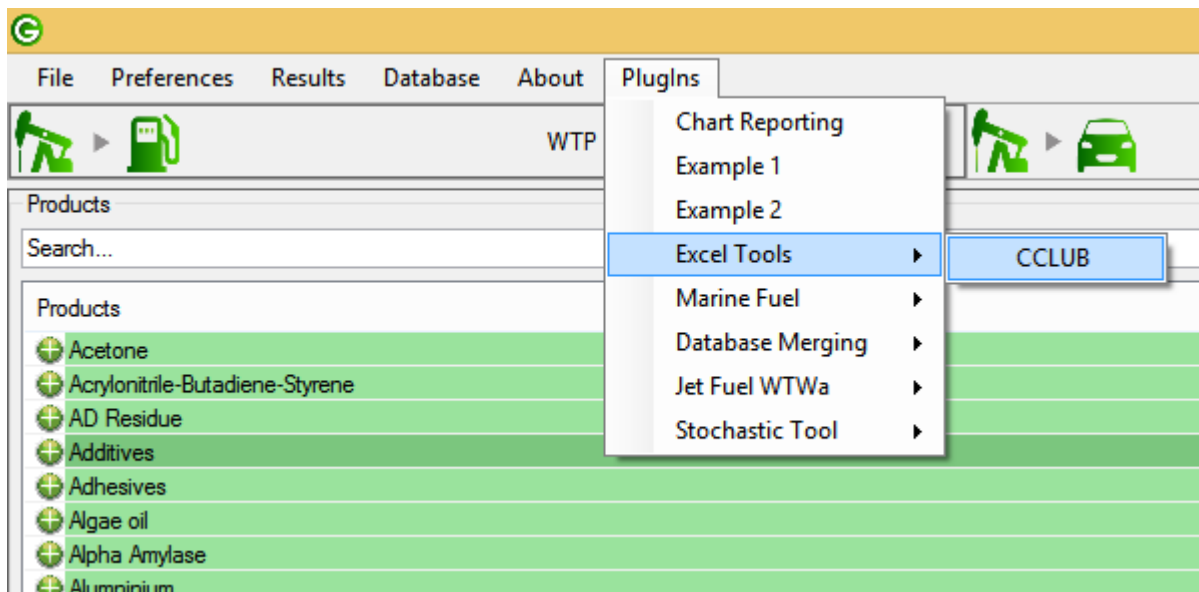 File Preferences Results Database About PlugIns
WTP
Chart Reporting
Example 1
Example 2
Excel Tools
CCLUB
Marine Fuel
Database Merging
Jet Fuel WTWa
Stochastic Tool
Products
Search...
Products
Acetone
Acrylonitrile-Butadiene-Styrene
AD Residue
Additives
Adhesives
Algae oil
Alpha Amylase